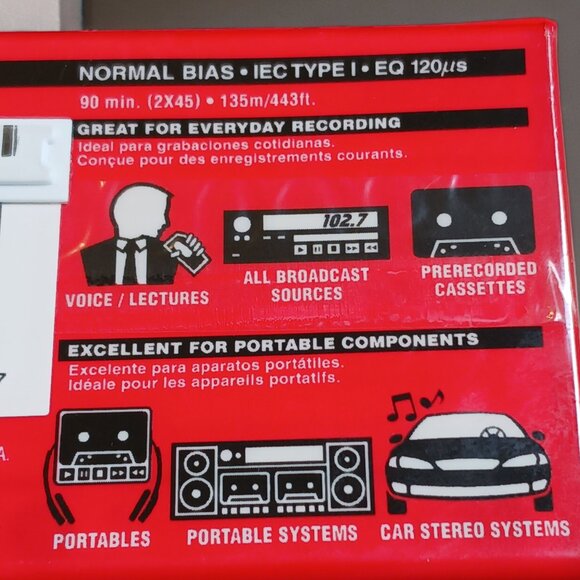 NORMAL BIAS • IEC TYPE I • EQ 120μs
90 min. (2X45) • 135m/443ft.
GREAT FOR EVERYDAY RECORDING
Ideal para grabaciones cotidianas.
Conçue pour des enregistrements courants.
102.7
VOICE / LECTURES
ALL BROADCAST
SOURCES
PRERECORDED
CASSETTES
EXCELLENT FOR PORTABLE COMPONENTS
Excelente para aparatos portátiles.
Idéale pour les appareils portatifs.
7
A.
PORTABLES
PORTABLE SYSTEMS
CAR STEREO SYSTEMS